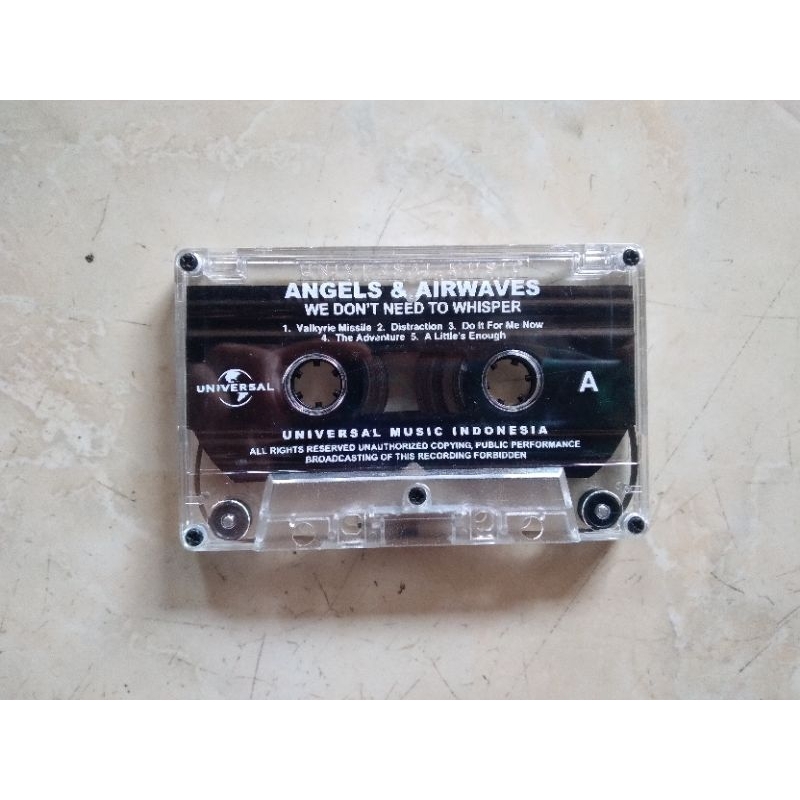 ANGELS & AIRWAVES
WE DON'T NEED TO WHISPER
1. Valkyrie Missile 2. Distraction 3. Do It For Me Now
4. The Adventure 5. A Little's Enough
UNIVERSAL
A
UNIVERSAL MUSIC INDONESIA
ALL RIGHTS RESERVED UNAUTHORIZED COPYING, PUBLIC PERFORMANCE
BROADCASTING OF THIS RECORDING FORBIDDEN